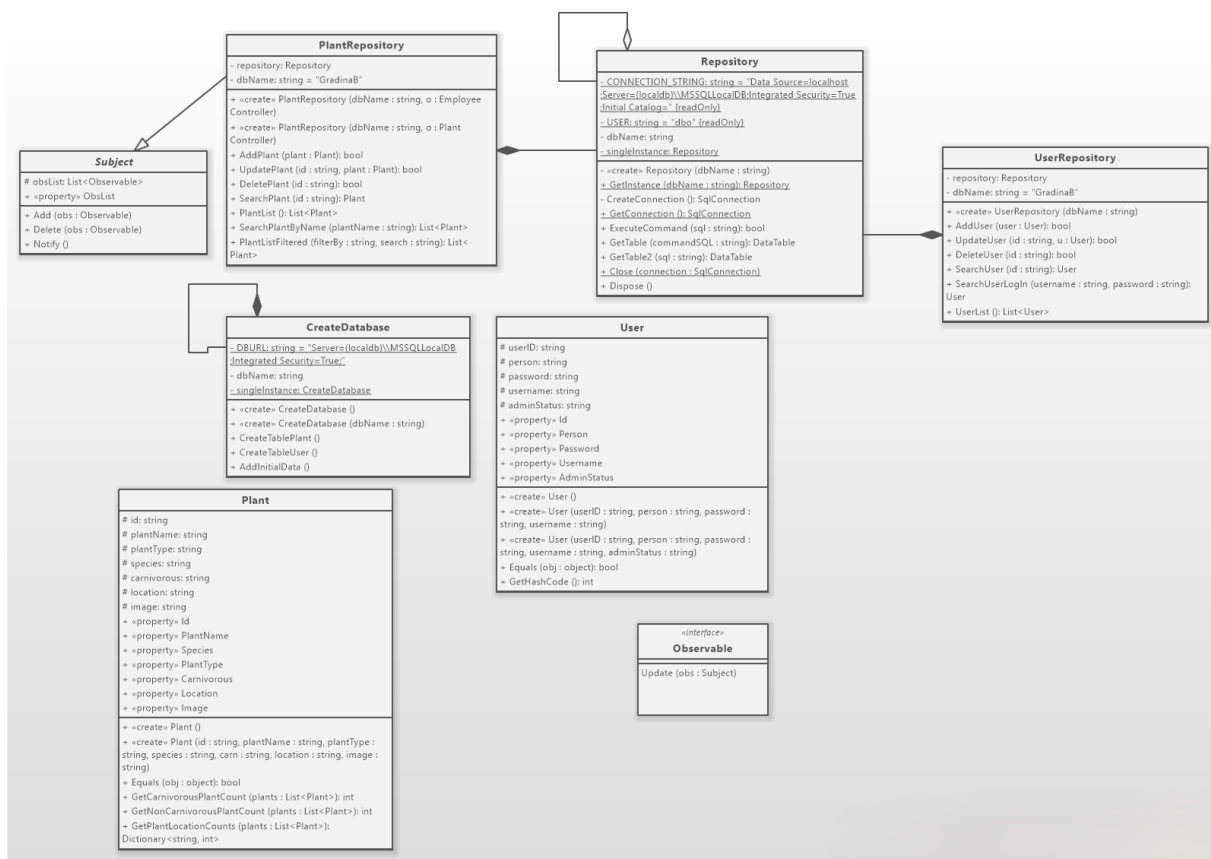 PlantRepository
- repository: Repository
- dbName: string = "GradinaB"
+ «create» PlantRepository (dbName : string, o : Employee
Controller)
+ «create» PlantRepository (dbName : string, o : Plant
Controller)
+ AddPlant (plant : Plant): bool
+ UpdatePlant (id : string, plant : Plant): bool
+ DeletePlant (id : string): bool
+ SearchPlant (id : string): Plant
+ PlantList (): List<Plant>
+ SearchPlantByName (plantName : string): List<Plant>
+ PlantListFiltered (filterBy : string, search : string): List<
Plant>
Repository
- CONNECTION_STRING: string = "Data Source=localhost
;Server=(localdb)\\MSSQLLocalDB;Integrated Security=True
;Initial Catalog=" {readOnly}
- USER: string = "dbo" {readOnly}
- dbName: string
- singleInstance: Repository
- «create» Repository (dbName : string)
+ GetInstance (dbName : string): Repository
- CreateConnection (): SqlConnection
+ GetConnection (): SqlConnection
+ ExecuteCommand (sql : string): bool
+ GetTable (commandSQL : string): DataTable
+ GetTable2 (sql : string): DataTable
+ Close (connection : SqlConnection)
+ Dispose ()
Subject
# obsList: List<Observable>
+ «property» ObsList
+ Add (obs : Observable)
+ Delete (obs : Observable)
+ Notify ()
UserRepository
- repository: Repository
- dbName: string = "GradinaB"
+ «create» UserRepository (dbName : string)
+ AddUser (user : User): bool
+ UpdateUser (id : string, u : User): bool
+ DeleteUser (id : string): bool
+ SearchUser (id : string): User
+ SearchUserLogIn (username : string, password : string):
User
+ UserList (): List<User>
CreateDatabase
- DBURL: string = "Server=(localdb)\\MSSQLLocalDB
;Integrated Security=True;"
- dbName: string
- singleInstance: CreateDatabase
+ «create» CreateDatabase ()
+ «create» CreateDatabase (dbName : string)
+ CreateTablePlant ()
+ CreateTableUser ()
+ AddInitialData ()
User
# userID: string
# person: string
# password: string
# username: string
# adminStatus: string
+ «property» Id
+ «property» Person
+ «property» Password
+ «property» Username
+ «property» AdminStatus
+ «create» User ()
+ «create» User (userID : string, person : string, password :
string, username : string)
+ «create» User (userID : string, person : string, password :
string, username : string, adminStatus : string)
+ Equals (obj : object): bool
+ GetHashCode (): int
Plant
# id: string
# plantName: string
# plantType: string
# species: string
# carnivorous: string
# location: string
# image: string
+ «property» Id
+ «property» PlantName
+ «property» Species
+ «property» PlantType
+ «property» Carnivorous
+ «property» Location
+ «property» Image
+ «create» Plant ()
+ «create» Plant (id : string, plantName : string, plantType :
string, species : string, carn : string, location : string, image :
string)
+ Equals (obj : object): bool
+ GetCarnivorousPlantCount (plants : List<Plant>): int
+ GetNonCarnivorousPlantCount (plants : List<Plant>): int
+ GetPlantLocationCounts (plants : List<Plant>):
Dictionary<string, int>
«interface»
Observable
Update (obs : Subject)